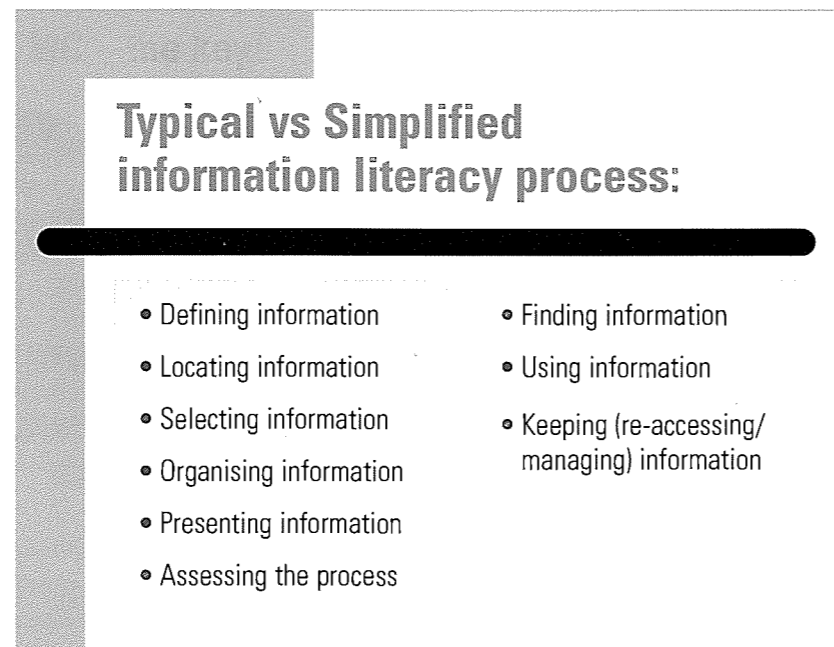 Typical vs Simplified
information literacy process:
• Defining information
• Locating information
• Selecting information
• Organising information
• Presenting information
• Assessing the process
• Finding information
• Using information
• Keeping (re-accessing/
managing) information